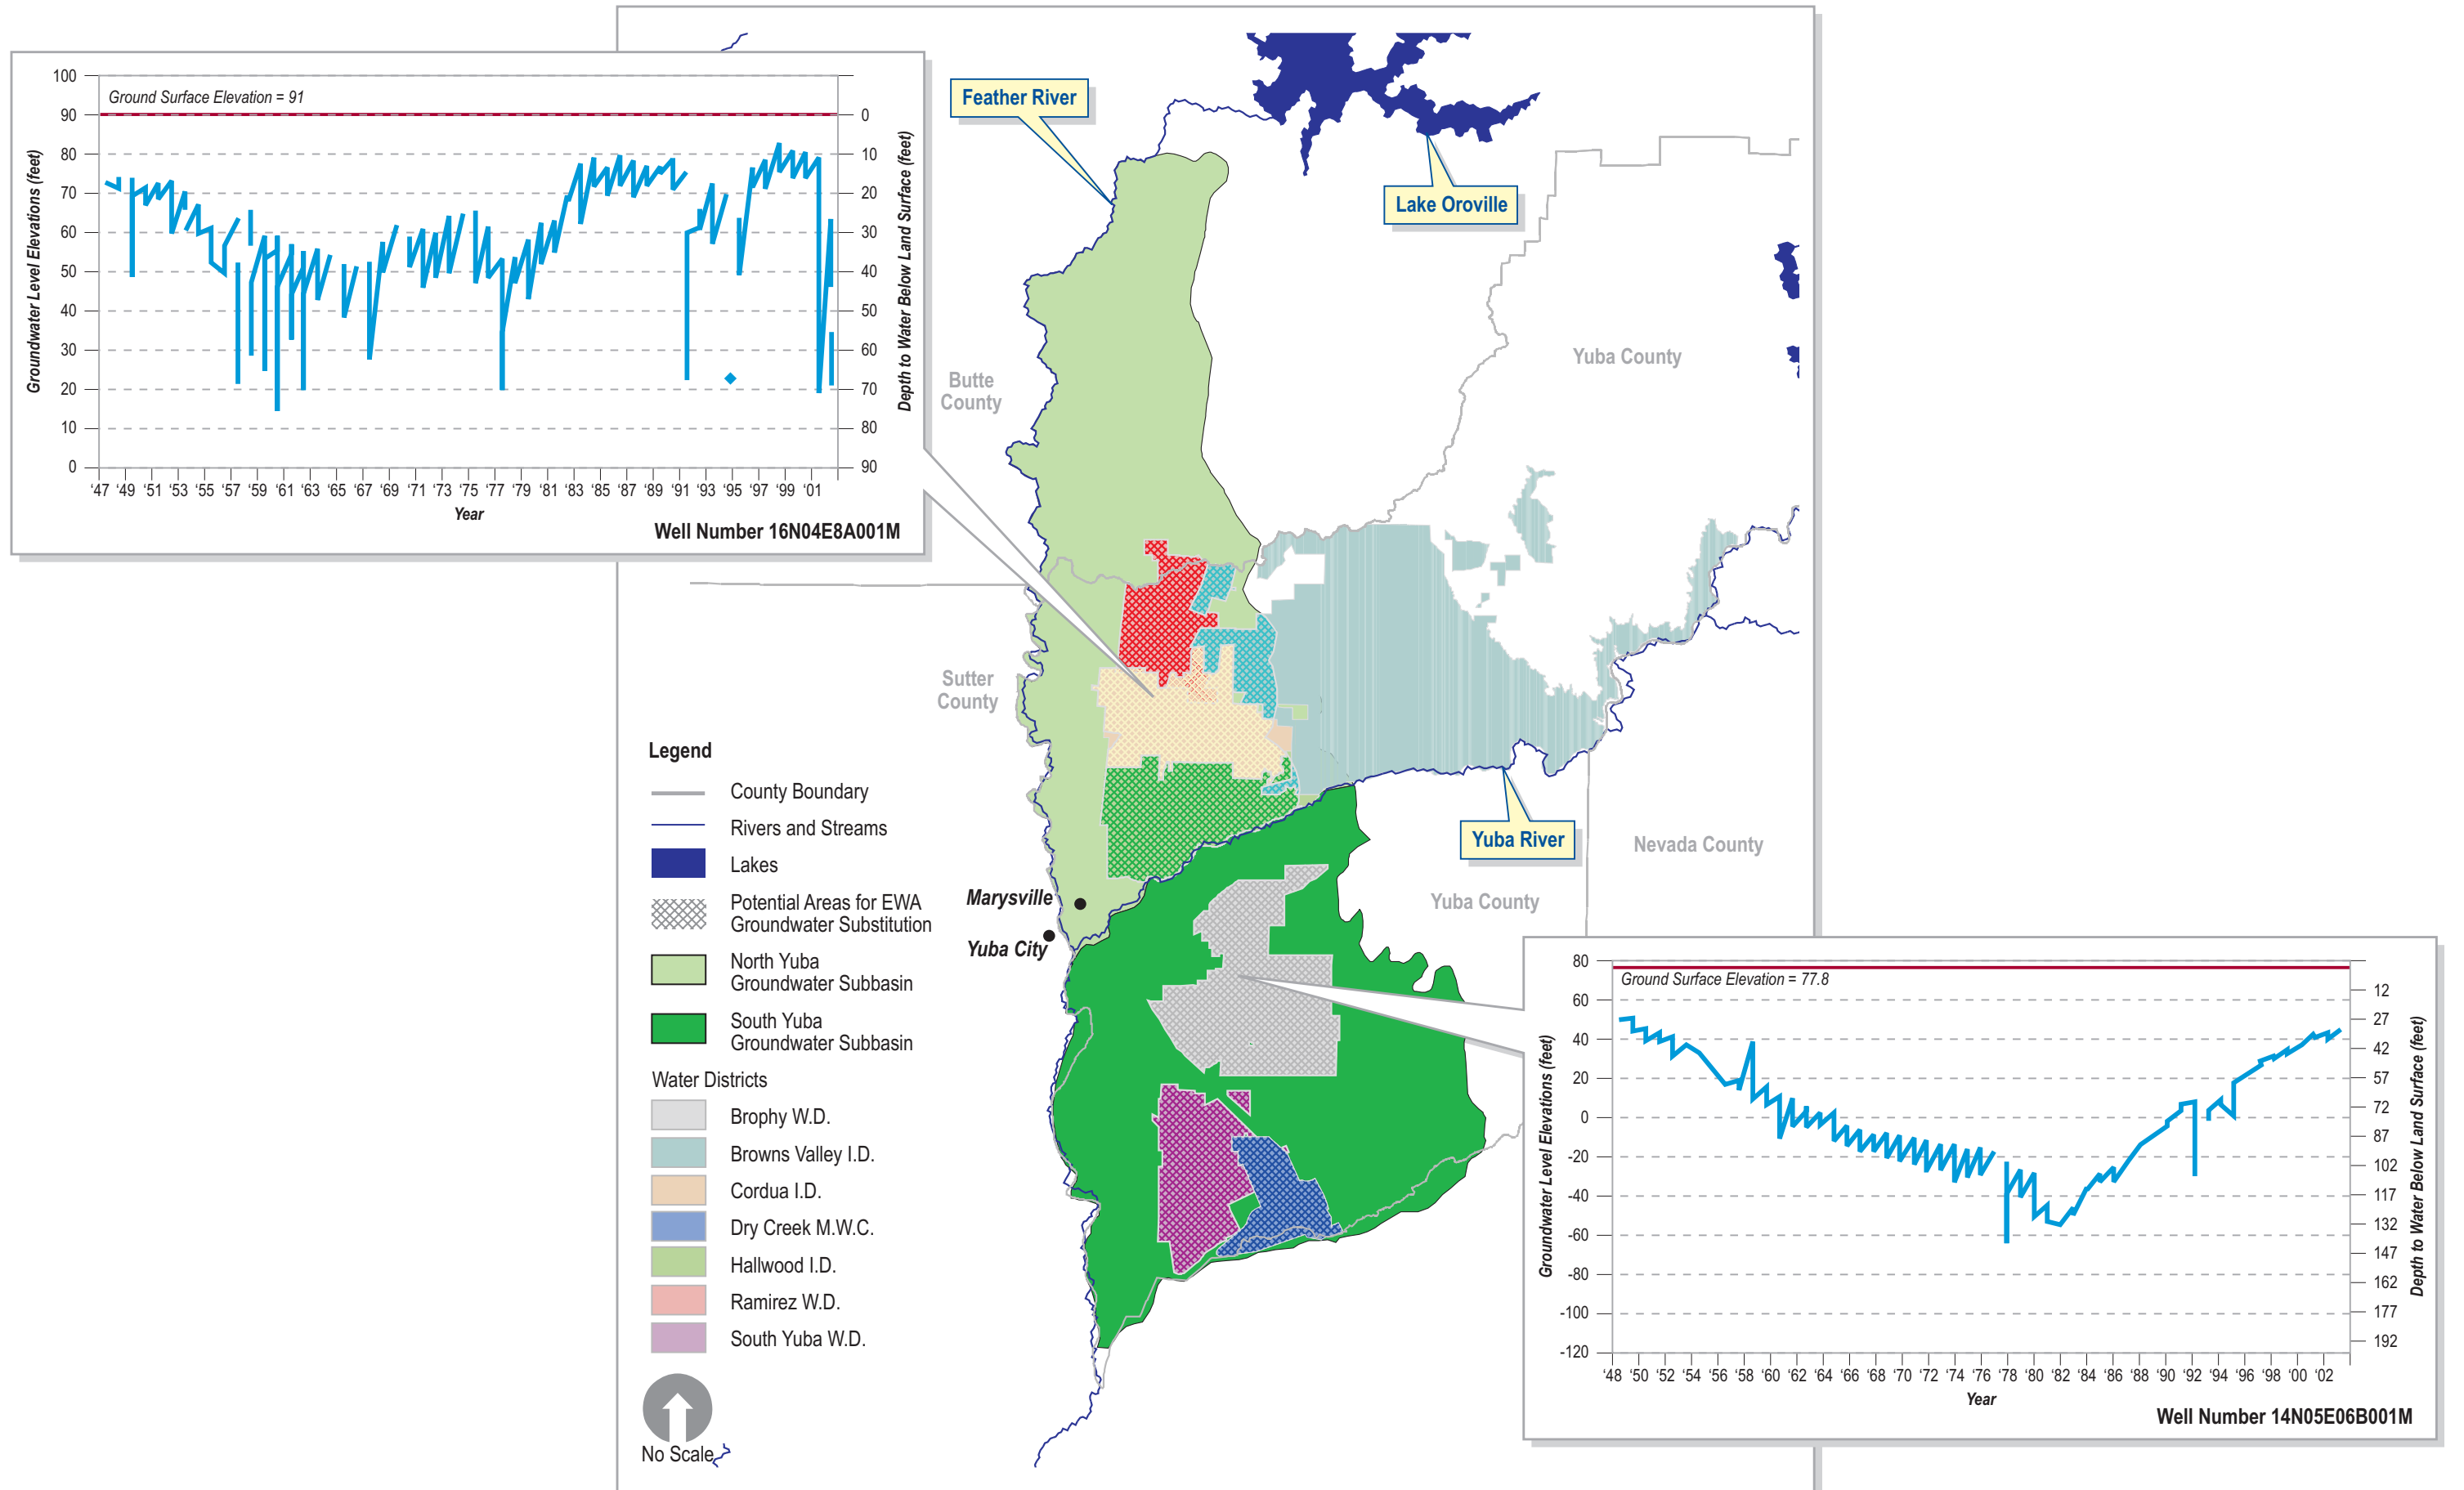 Ground Surface Elevation = 91
Groundwater Level Elevations (feet)
100
90
80
70
60
50
40
30
20
10
0
Depth to Water Below Land Surface (feet)
0
10
20
30
40
50
60
70
80
90
‘47 ‘49 ‘51 ‘53 ‘55 ‘57 ‘59 ‘61 ‘63 ‘65 ‘67 ‘69 ‘71 ‘73 ‘75 ‘77 ‘79 ‘81 ‘83 ‘85 ‘87 ‘89 ‘91 ‘93 ‘95 ‘97 ‘99 ‘01
Year
Well Number 16N04E8A001M
Feather River
Lake Oroville
Yuba County
Butte
County
Sutter
County
Yuba River
Nevada County
Yuba County
Marysville
Yuba City
Legend
County Boundary
Rivers and Streams
Lakes
Potential Areas for EWA
Groundwater Substitution
North Yuba
Groundwater Subbasin
South Yuba
Groundwater Subbasin
Water Districts
Brophy W.D.
Browns Valley I.D.
Cordua I.D.
Dry Creek M.W.C.
Hallwood I.D.
Ramirez W.D.
South Yuba W.D.
No Scale
Ground Surface Elevation = 77.8
Groundwater Level Elevations (feet)
80
60
40
20
0
-20
-40
-60
-80
-100
-120
Depth to Water Below Land Surface (feet)
12
27
42
57
72
87
102
117
132
147
162
177
192
‘48 ‘50 ‘52 ‘54 ‘56 ‘58 ‘60 ‘62 ‘64 ‘66 ‘68 ‘70 ‘72 ‘74 ‘76 ‘78 ‘80 ‘82 ‘84 ‘86 ‘88 ‘90 ‘92 ‘94 ‘96 ‘98 ‘00 ‘02
Year
Well Number 14N05E06B001M